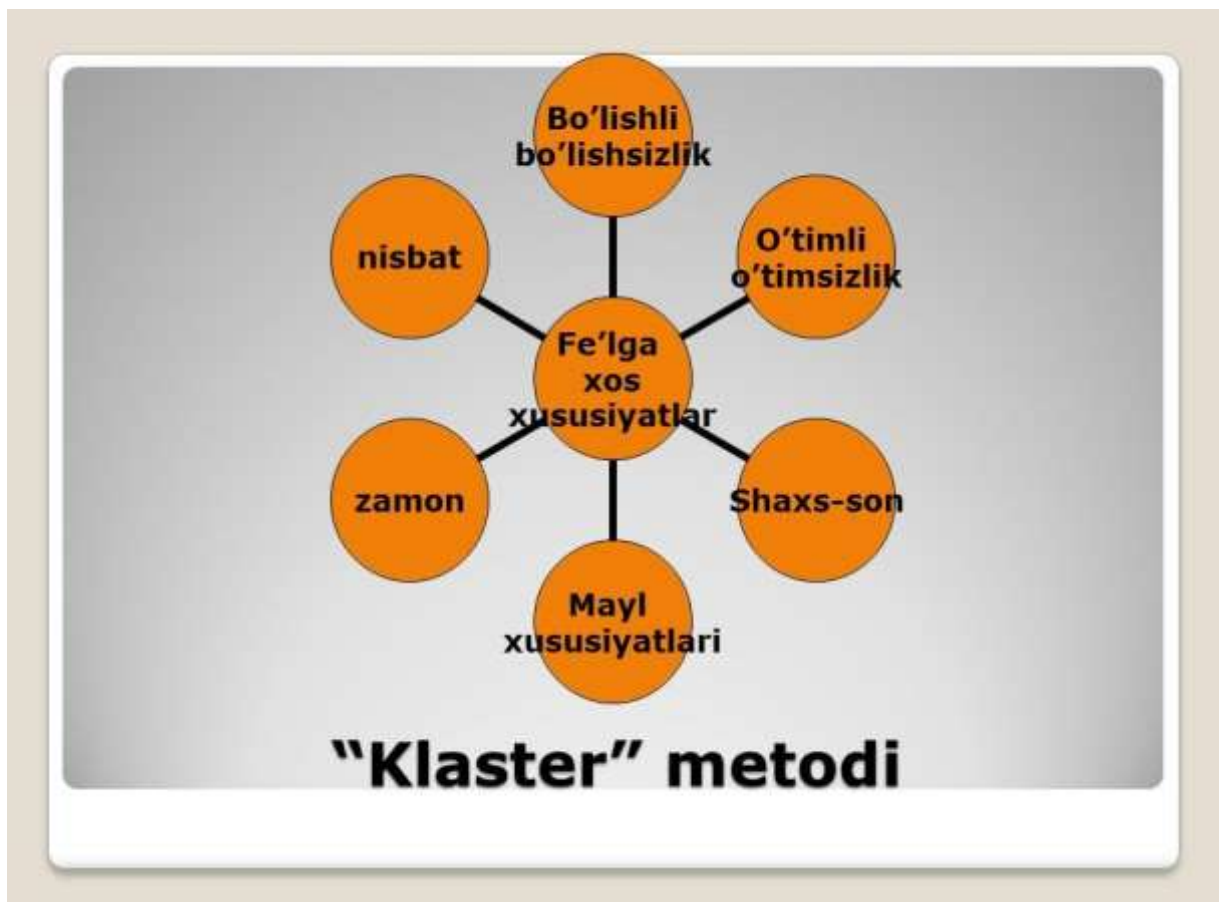 Bo’lishli
bo’lishsizlik
nisbat
O’timli
o’timsizlik
Fe’lga
xos
xususiyatlar
zamon
Shaxs-son
Mayl
xususiyatlari
“Klaster” metodi